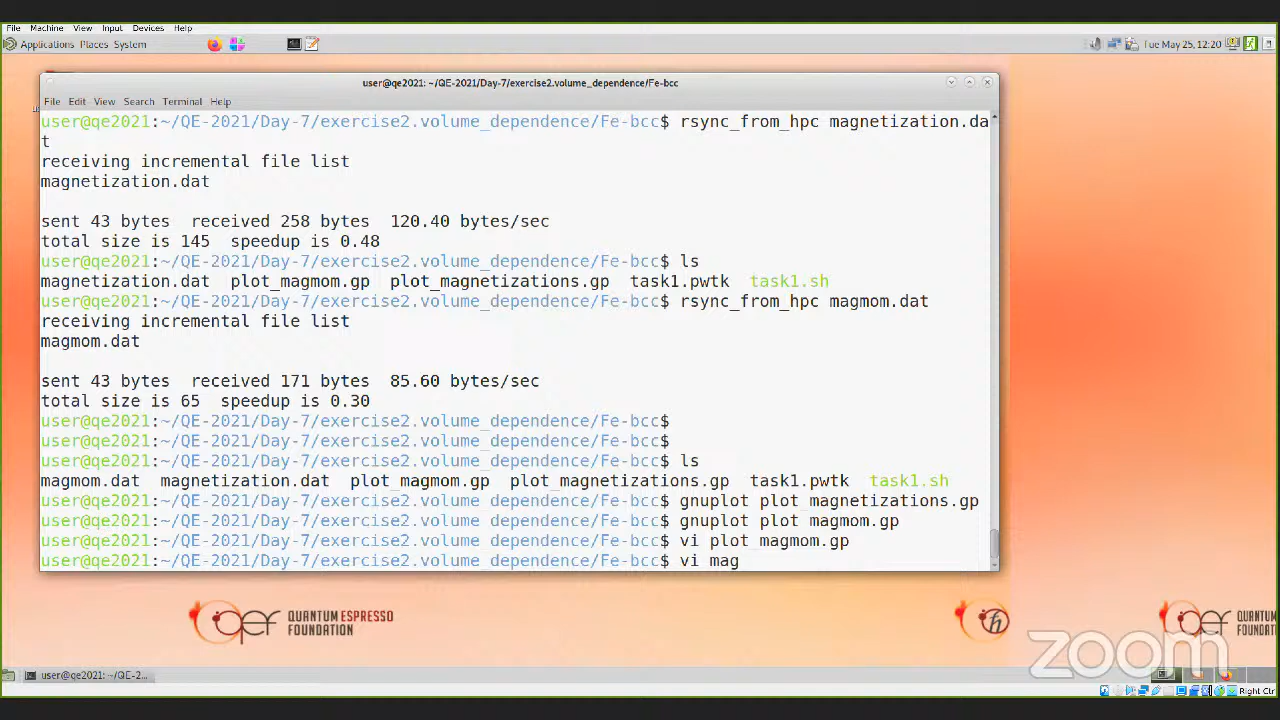 File Machine View Input Devices Help
Applications Places System
Tue May 25, 12:20
user@qe2021: ~/QE-2021/Day-7/exercise2.volume_dependence/Fe-bcc
File Edit View Search Terminal Help
user@qe2021:~/QE-2021/Day-7/exercise2.volume_dependence/Fe-bcc$ rsync_from_hpc magnetization.da
t
receiving incremental file list
magnetization.dat
sent 43 bytes  received 258 bytes  120.40 bytes/sec
total size is 145  speedup is 0.48
user@qe2021:~/QE-2021/Day-7/exercise2.volume_dependence/Fe-bcc$ ls
magnetization.dat  plot_magmom.gp  plot_magnetizations.gp  task1.pwtk  task1.sh
user@qe2021:~/QE-2021/Day-7/exercise2.volume_dependence/Fe-bcc$ rsync_from_hpc magmom.dat
receiving incremental file list
magmom.dat
sent 43 bytes  received 171 bytes  85.60 bytes/sec
total size is 65  speedup is 0.30
user@qe2021:~/QE-2021/Day-7/exercise2.volume_dependence/Fe-bcc$
user@qe2021:~/QE-2021/Day-7/exercise2.volume_dependence/Fe-bcc$
user@qe2021:~/QE-2021/Day-7/exercise2.volume_dependence/Fe-bcc$ ls
magmom.dat  magnetization.dat  plot_magmom.gp  plot_magnetizations.gp  task1.pwtk  task1.sh
user@qe2021:~/QE-2021/Day-7/exercise2.volume_dependence/Fe-bcc$ gnuplot plot_magnetizations.gp
user@qe2021:~/QE-2021/Day-7/exercise2.volume_dependence/Fe-bcc$ gnuplot plot_magmom.gp
user@qe2021:~/QE-2021/Day-7/exercise2.volume_dependence/Fe-bcc$ vi plot_magmom.gp
user@qe2021:~/QE-2021/Day-7/exercise2.volume_dependence/Fe-bcc$ vi mag
QEF QUANTUM ESPRESSO
FOUNDATION
ħ
QEF QUANTUM
FOUNDAT
zoom
user@qe2021: ~/QE-2...
Right Ctrl